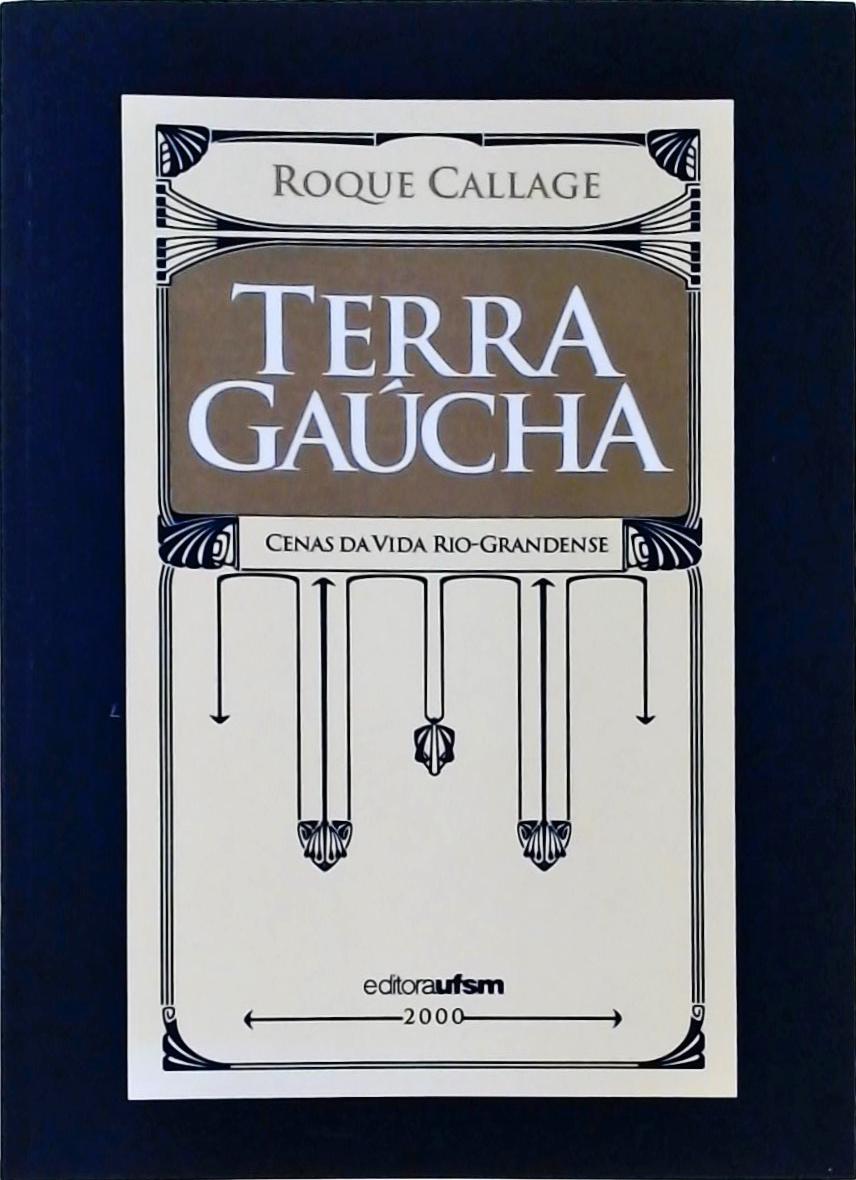 ROQUE CALLAGE
TERRA
GAÚCHA
CENAS DA VIDA RIO-GRANDENSE
editoraufsm
2000